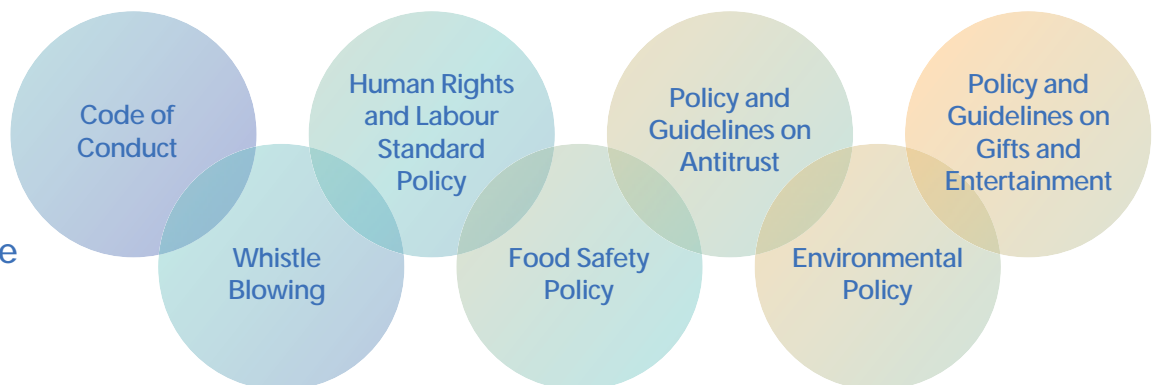 Code of
Conduct
Human Rights
and Labour
Standard
Policy
Policy and
Guidelines on
Antitrust
Policy and
Guidelines on
Gifts and
Entertainment
e
Whistle
Blowing
Food Safety
Policy
Environmental
Policy